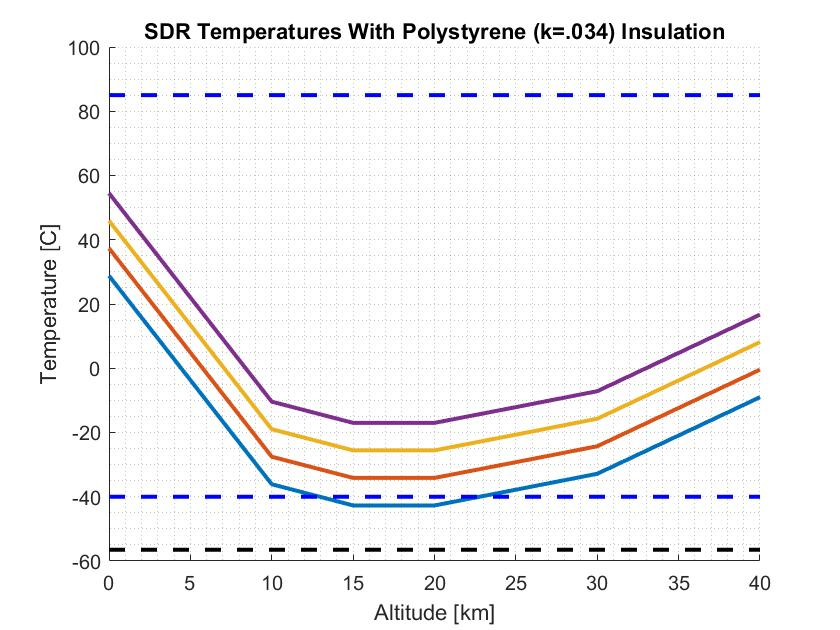 SDR Temperatures With Polystyrene (k=.034) Insulation
100
80
60
40
20
0
-20
-40
-60
Temperature [C]
0 5 10 15 20 25 30 35 40
Altitude [km]